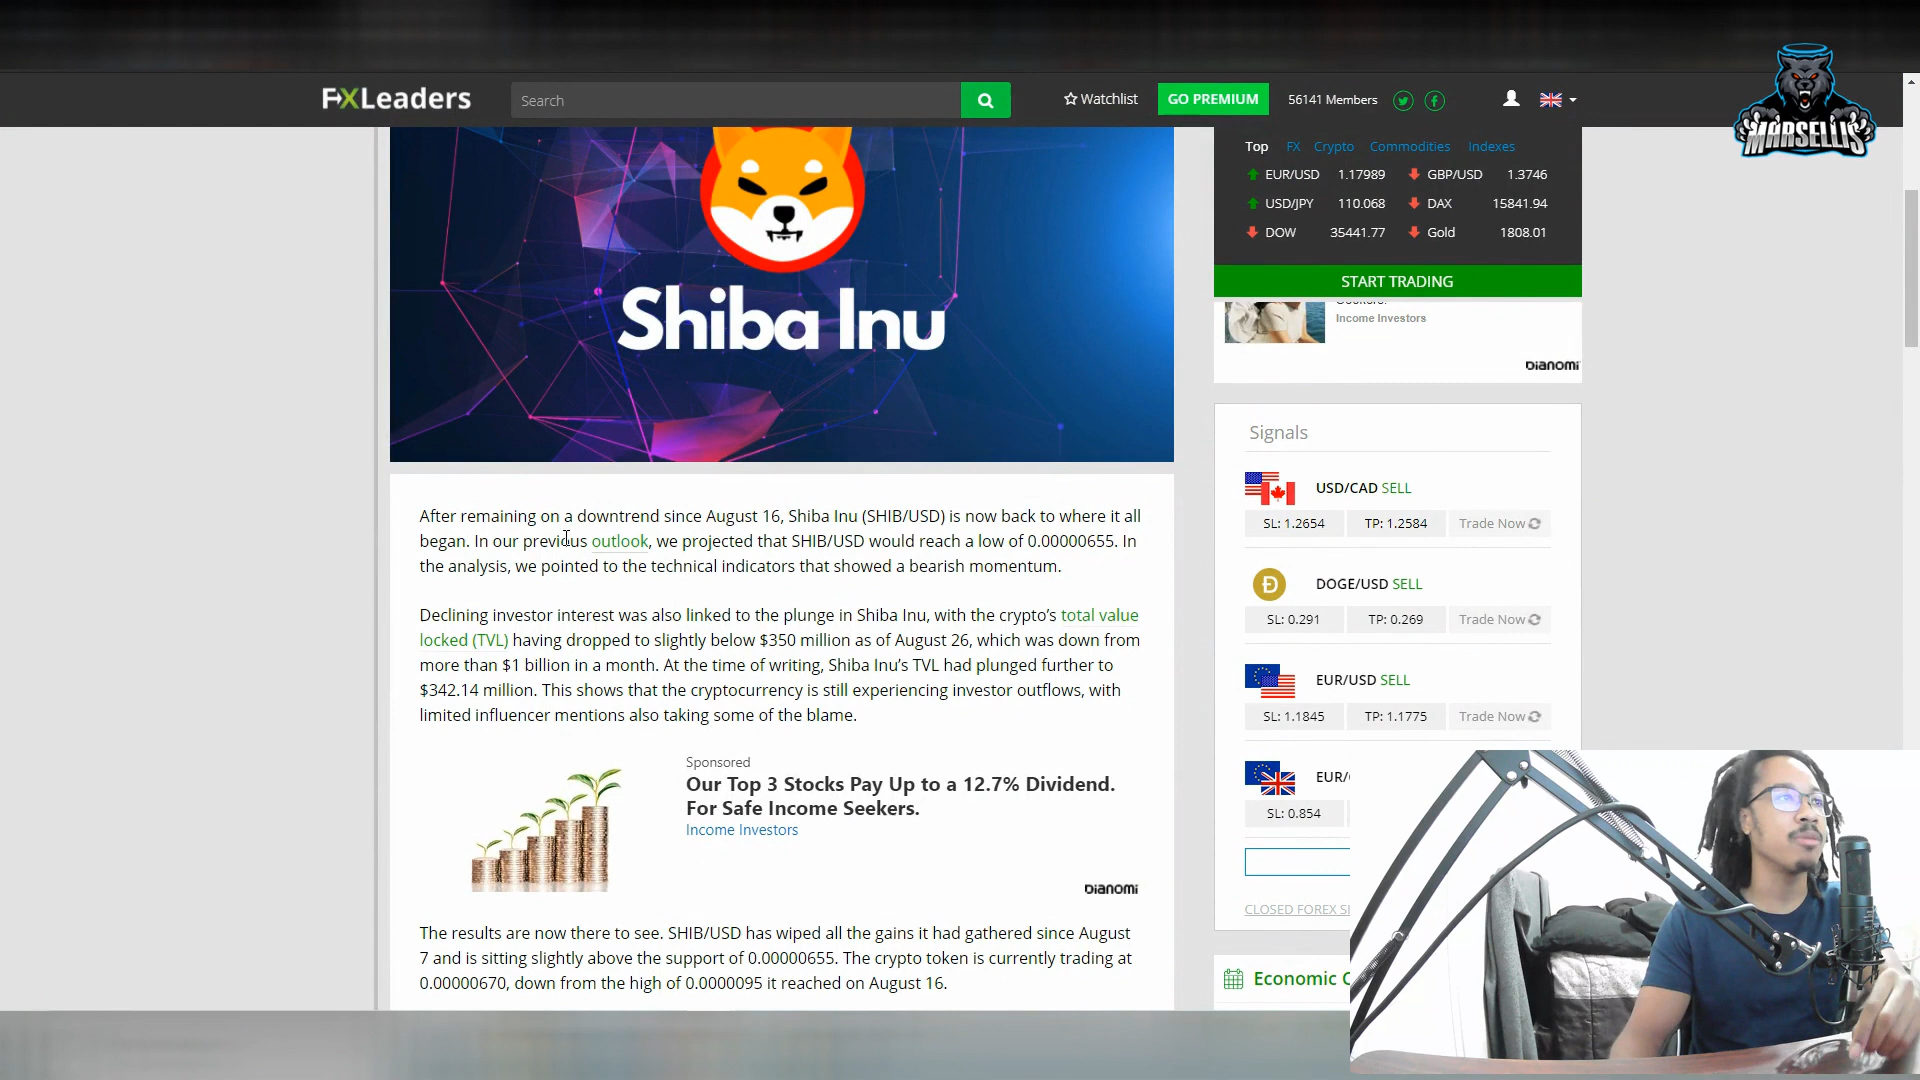 FXLeaders
Search
Watchlist
GO PREMIUM
56141 Members
MARSELLIS
Top FX Crypto Commodities Indexes
EUR/USD 1.17989 GBP/USD 1.3746
USD/JPY 110.068 DAX 15841.94
DOW 35441.77 Gold 1808.01
START TRADING
Income Investors
DIANOMI
Shiba Inu
After remaining on a downtrend since August 16, Shiba Inu (SHIB/USD) is now back to where it all
began. In our previous outlook, we projected that SHIB/USD would reach a low of 0.00000655. In
the analysis, we pointed to the technical indicators that showed a bearish momentum.
Declining investor interest was also linked to the plunge in Shiba Inu, with the crypto's total value
locked (TVL) having dropped to slightly below $350 million as of August 26, which was down from
more than $1 billion in a month. At the time of writing, Shiba Inu's TVL had plunged further to
$342.14 million. This shows that the cryptocurrency is still experiencing investor outflows, with
limited influencer mentions also taking some of the blame.
Sponsored
Our Top 3 Stocks Pay Up to a 12.7% Dividend.
For Safe Income Seekers.
Income Investors
DIANOMI
The results are now there to see. SHIB/USD has wiped all the gains it had gathered since August
7 and is sitting slightly above the support of 0.00000655. The crypto token is currently trading at
0.00000670, down from the high of 0.0000095 it reached on August 16.
Signals
USD/CAD SELL
SL: 1.2654 TP: 1.2584 Trade Now
DOGE/USD SELL
SL: 0.291 TP: 0.269 Trade Now
EUR/USD SELL
SL: 1.1845 TP: 1.1775 Trade Now
EUR/
SL: 0.854
CLOSED FOREX
Economic